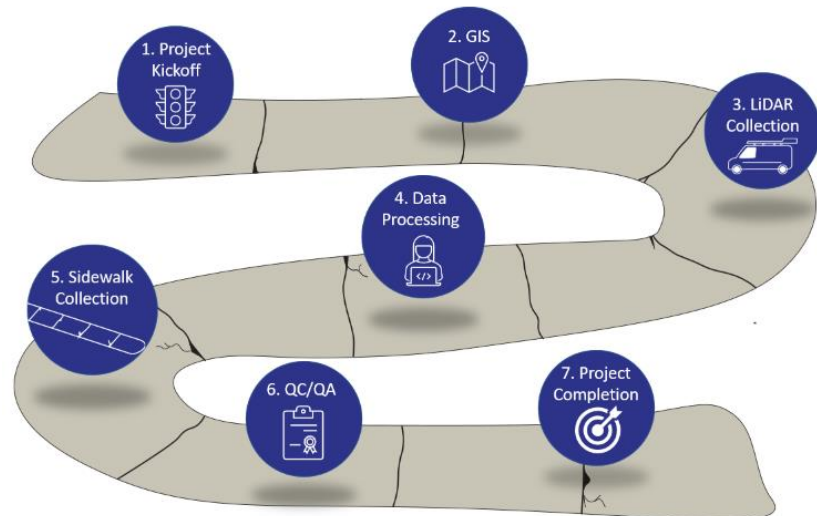 1. Project
Kickoff
2. GIS
3. LiDAR
Collection
4. Data
Processing
</>
5. Sidewalk
Collection
6. QC/QA
7. Project
Completion